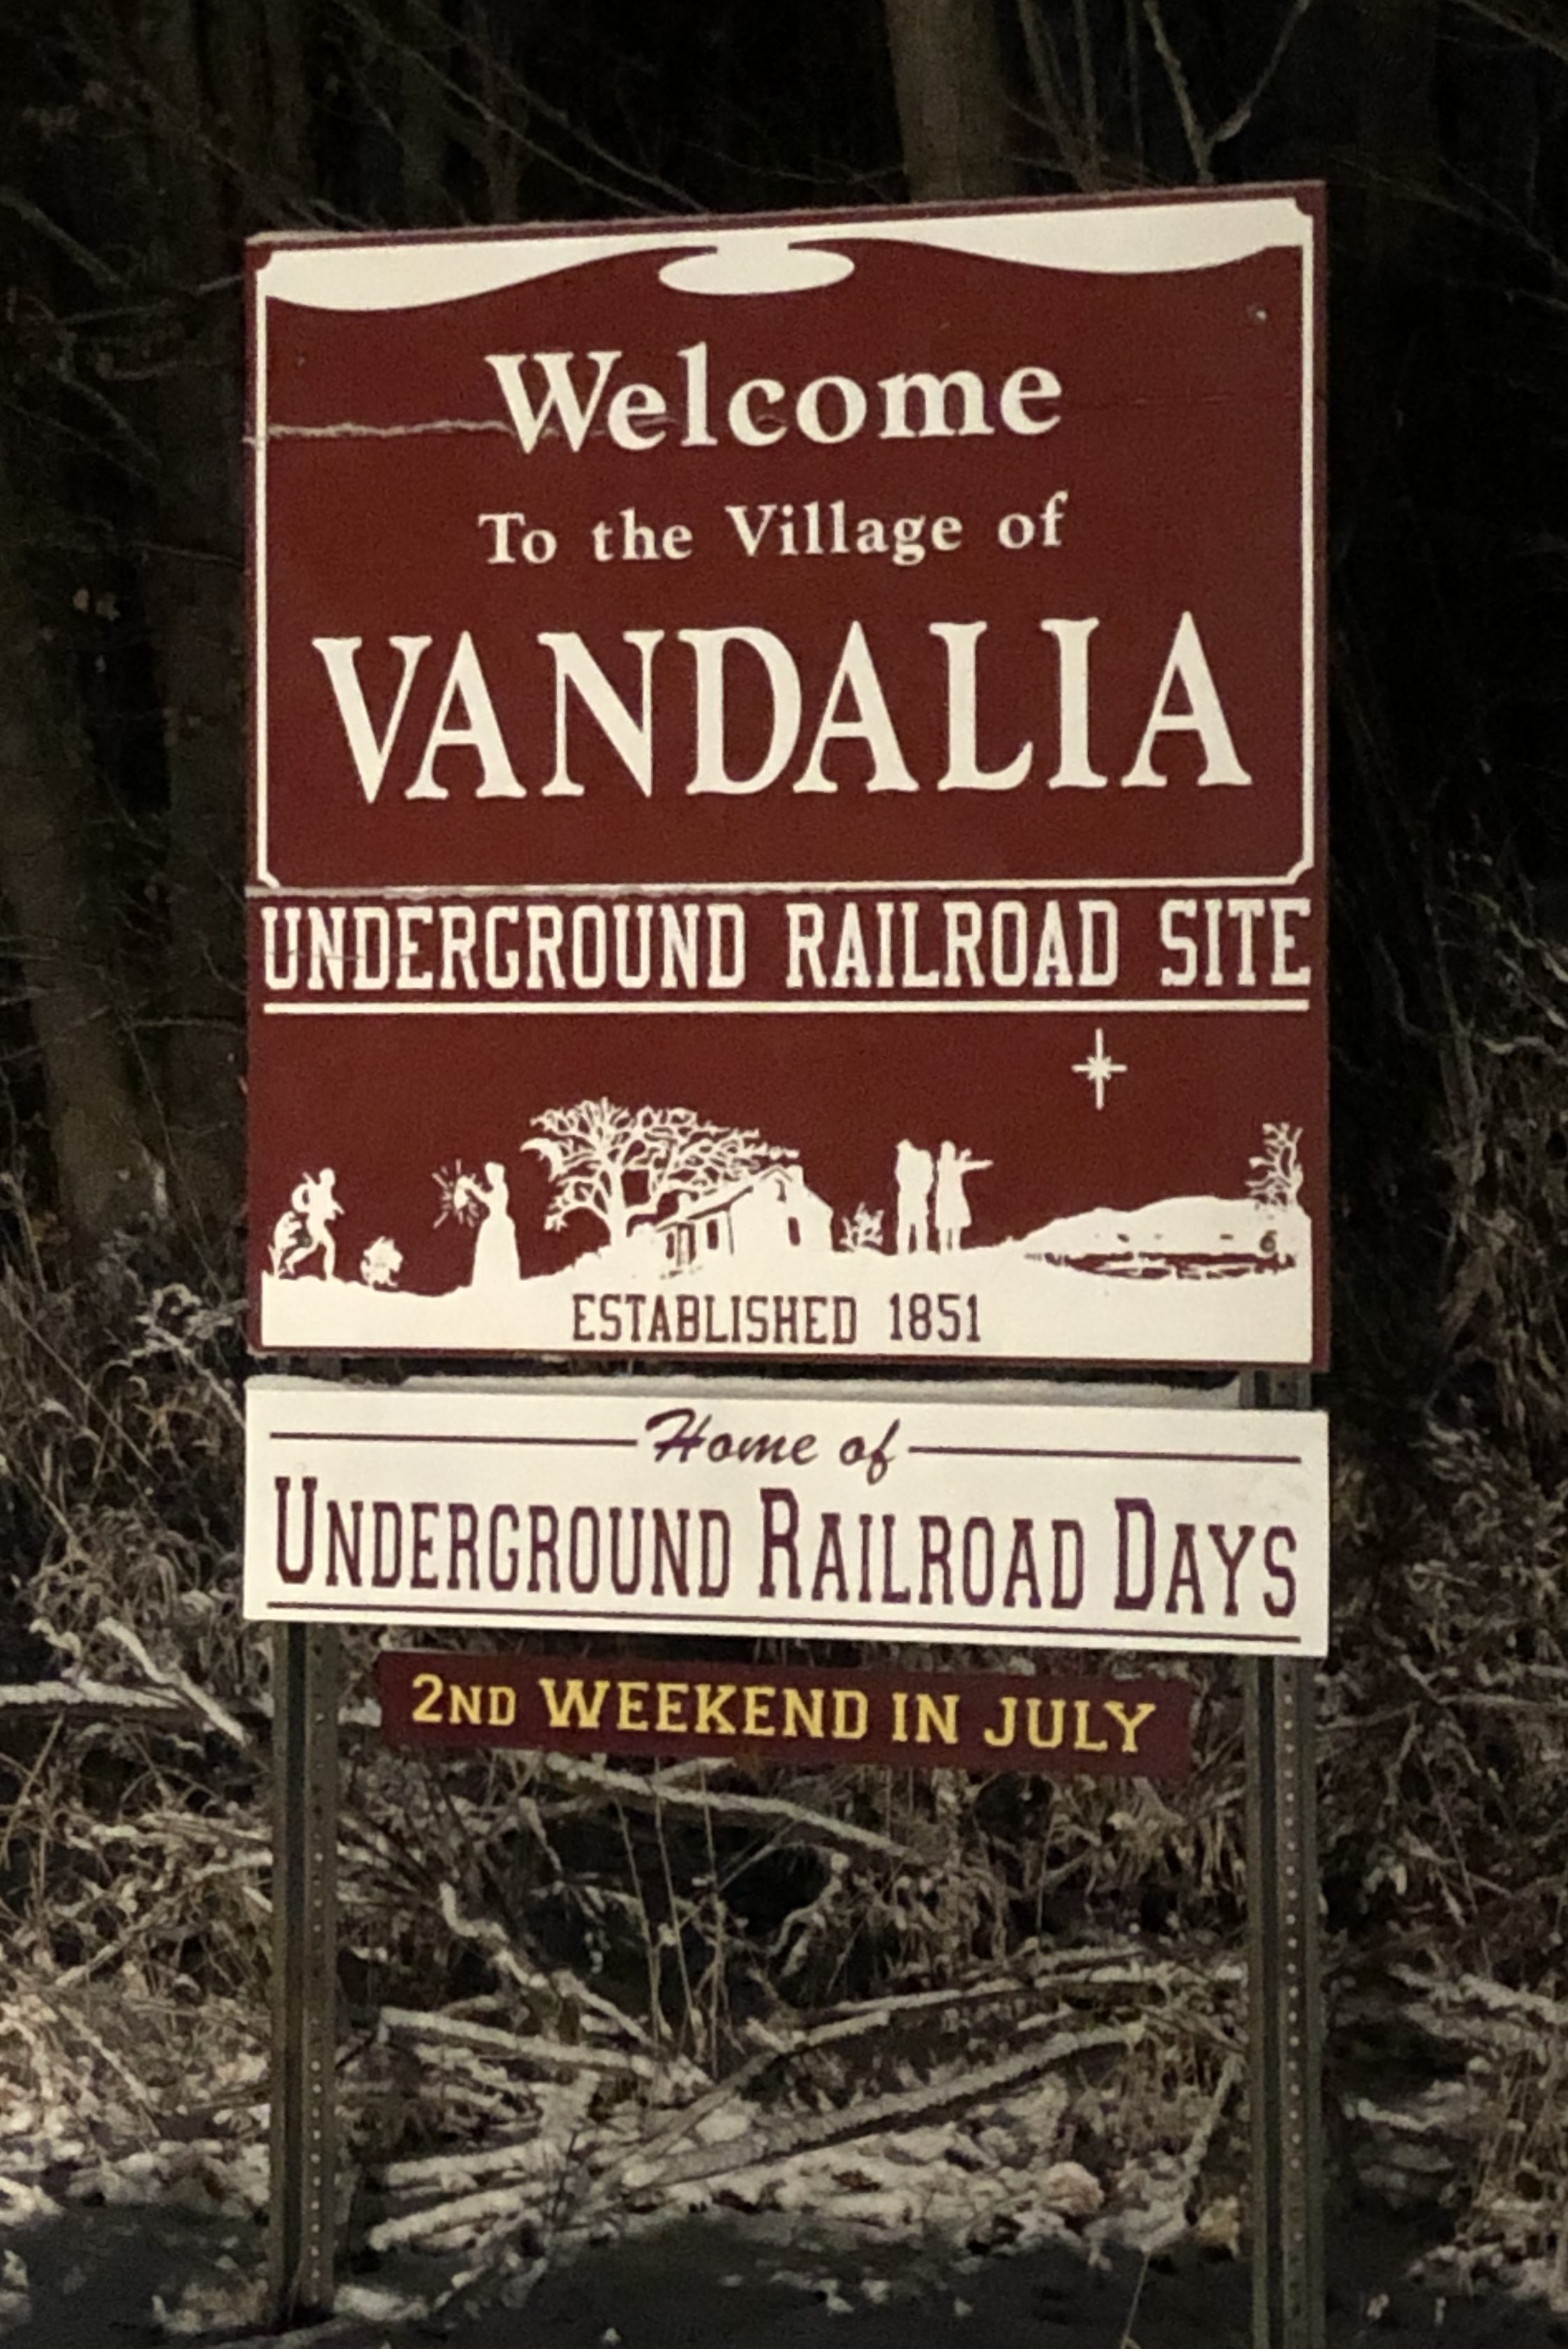 Welcome
To the Village of
VANDALIA
UNDERGROUND RAILROAD SITE
ESTABLISHED 1851
Home of
UNDERGROUND RAILROAD DAYS
2ND WEEKEND IN JULY